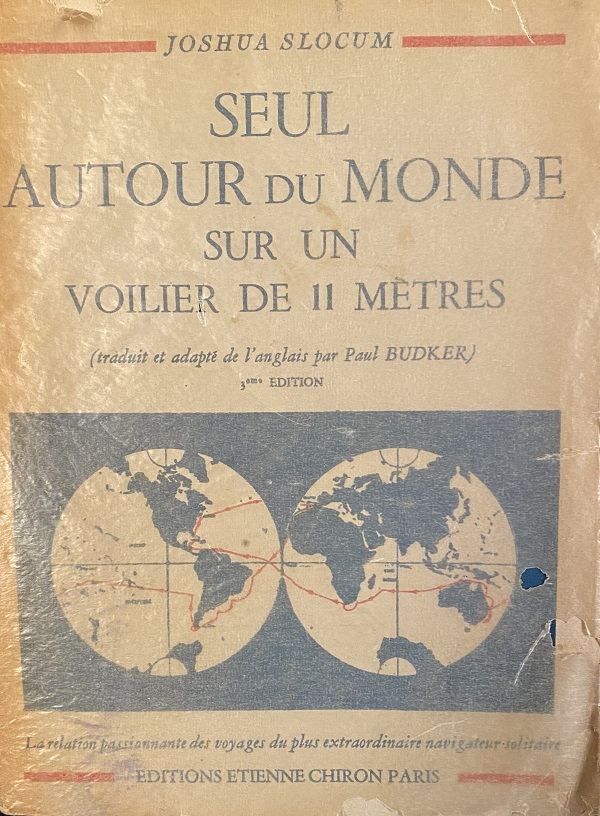 JOSHUA SLOCUM
SEUL
AUTOUR DU MONDE
SUR UN
VOILIER DE 11 MÈTRES
(traduit et adapté de l'anglais par Paul BUDKER)
3eme EDITION
La relation passionnante des voyages du plus extraordinaire navigateur solitaire
EDITIONS ETIENNE CHIRON PARIS